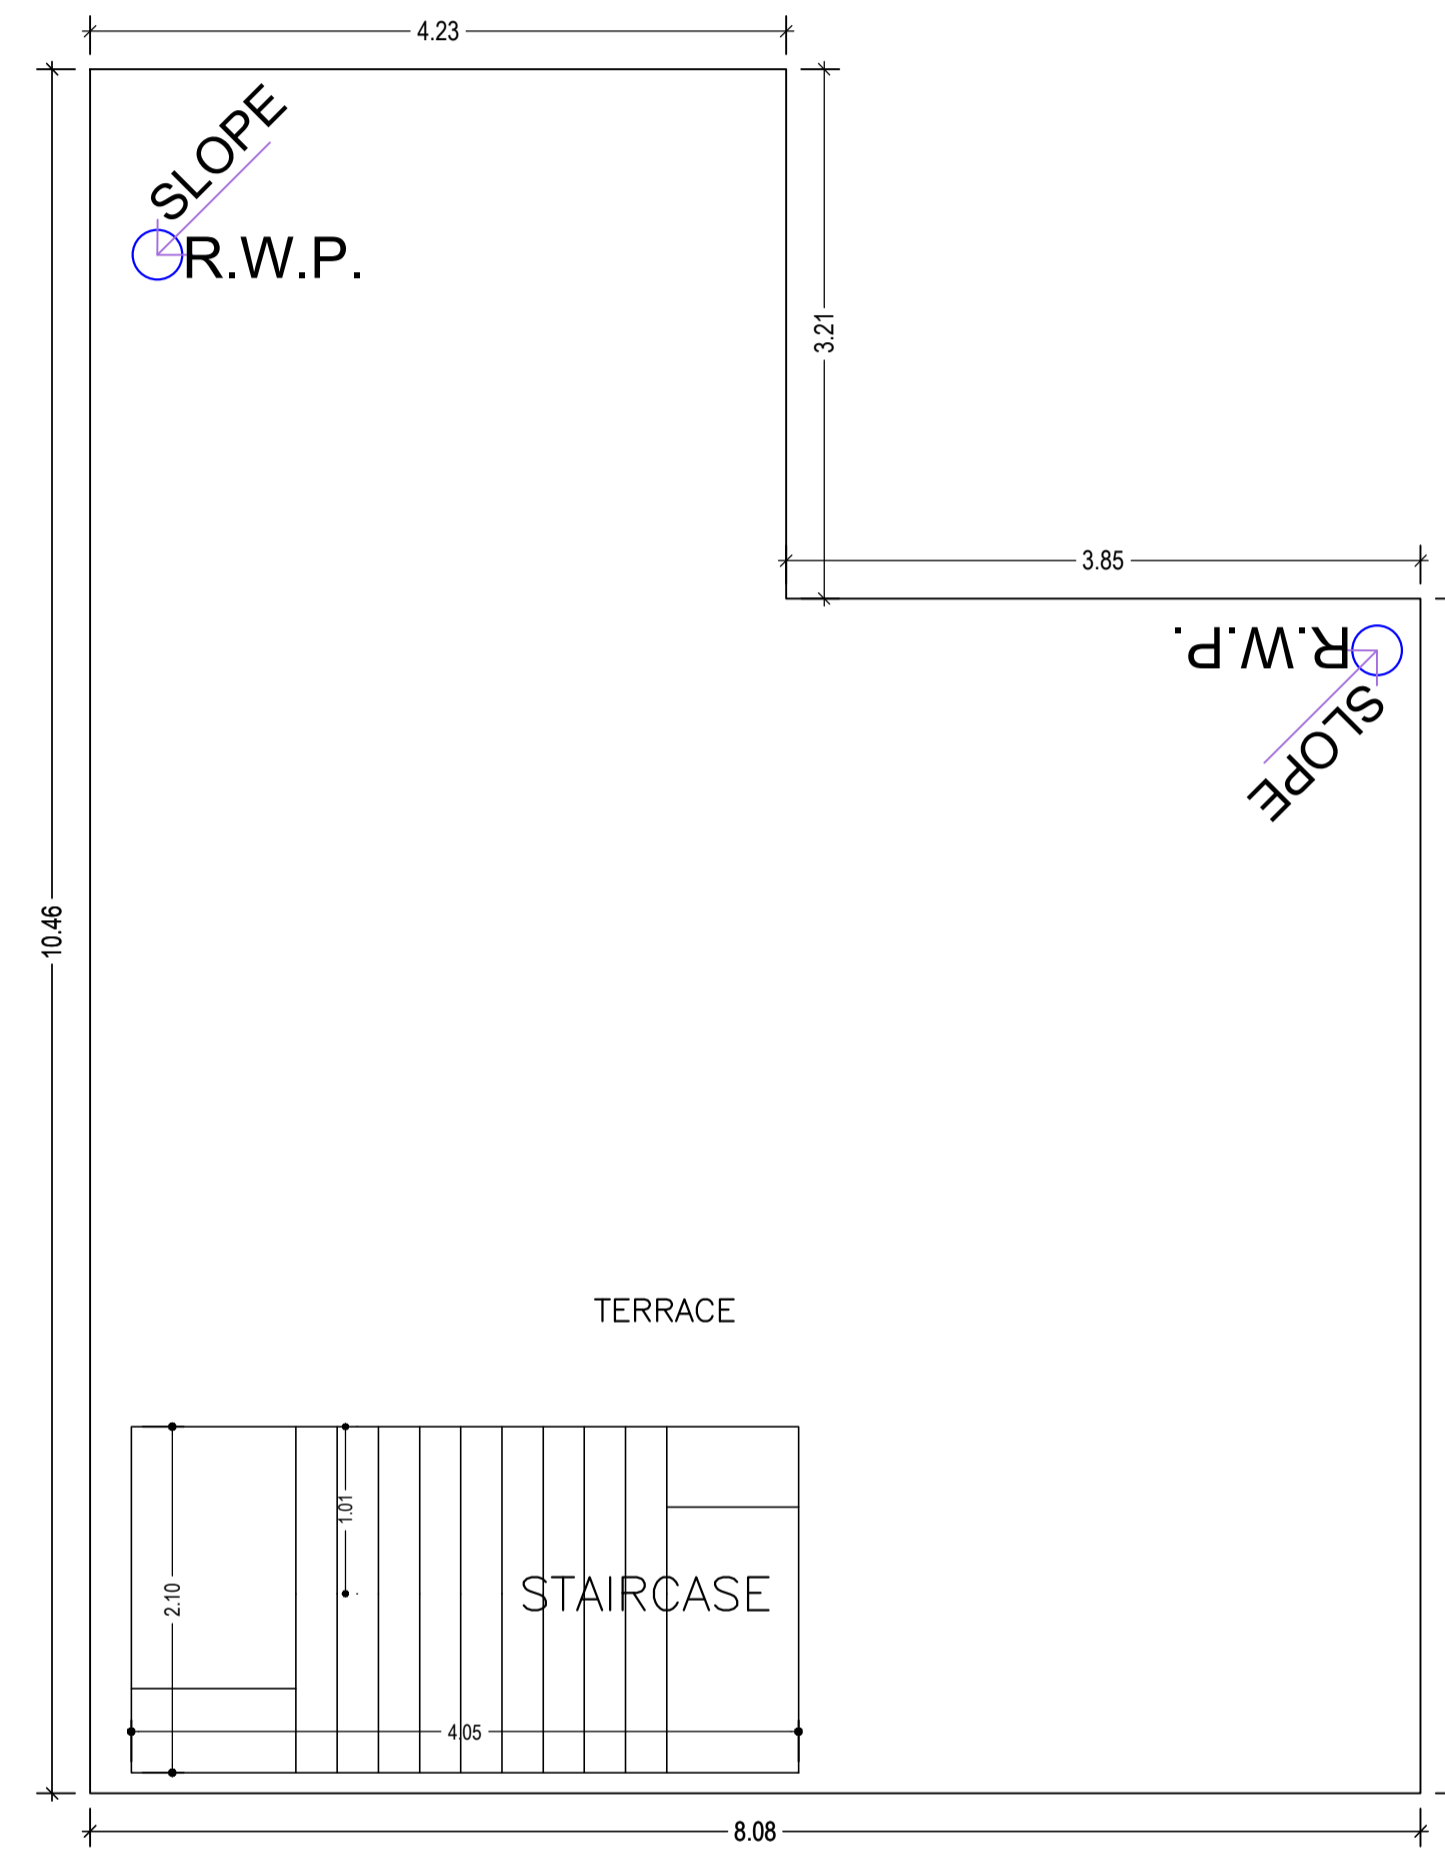 4.23
SLOPE
R.W.P.
3.21
3.85
R.W.P.
SLOPE
10.46
TERRACE
1.01
STAIRCASE
2.10
4.05
8.08